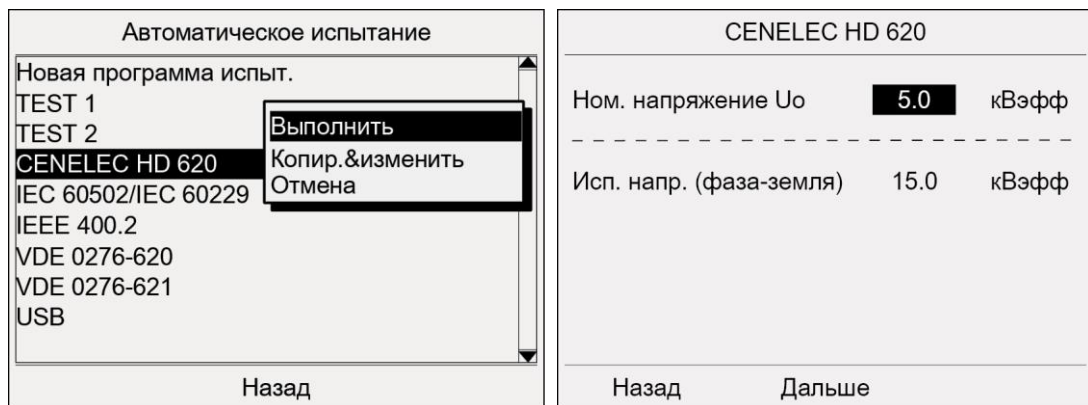 Автоматическое испытание
Новая программа испыт.
TEST 1
TEST 2
CENELEC HD 620
IEC 60502/IEC 60229
IEEE 400.2
VDE 0276-620
VDE 0276-621
USB
Выполнить
Копир.&изменить
Отмена
Назад
CENELEC HD 620
Ном. напряжение Uo 5.0 кВэфф
Исп. напр. (фаза-земля) 15.0 кВэфф
Назад Дальше